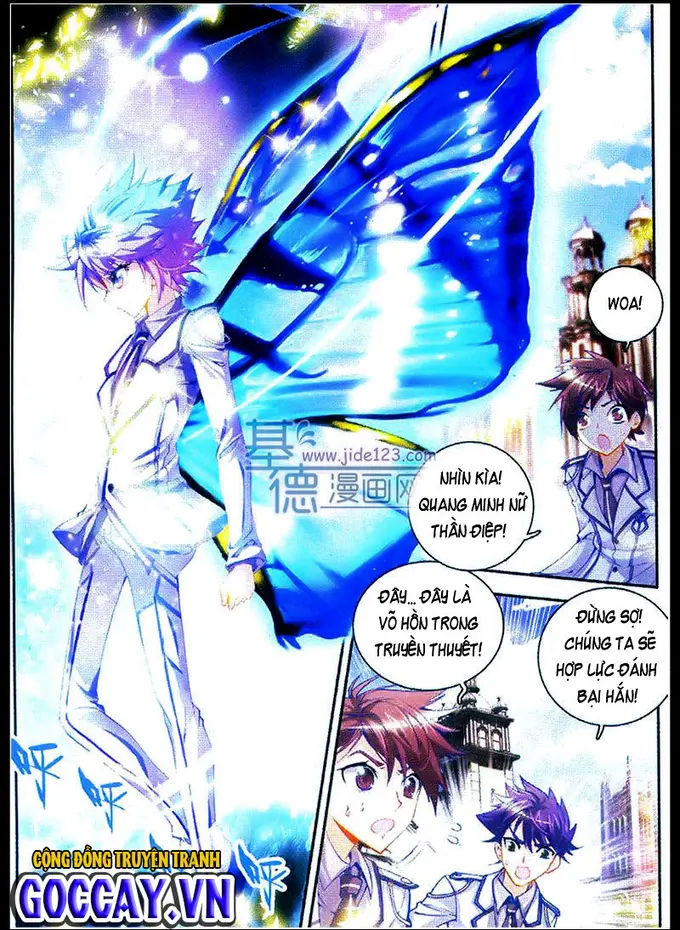 WOA!
NHÌN KÌA!
QUANG MINH NỮ
THẦN ĐIỆP!
基德漫画网
www.jide123.com
ĐÂY... ĐÂY LÀ
VÕ HỒN TRONG
TRUYỀN THUYẾT!
ĐỪNG SỢ!
CHÚNG TA SẼ
HỢP LỰC ĐÁNH
BẠI HẮN!
呼
呼
呼
CỘNG ĐỒNG TRUYỆN TRANH
GOCCAY.VN